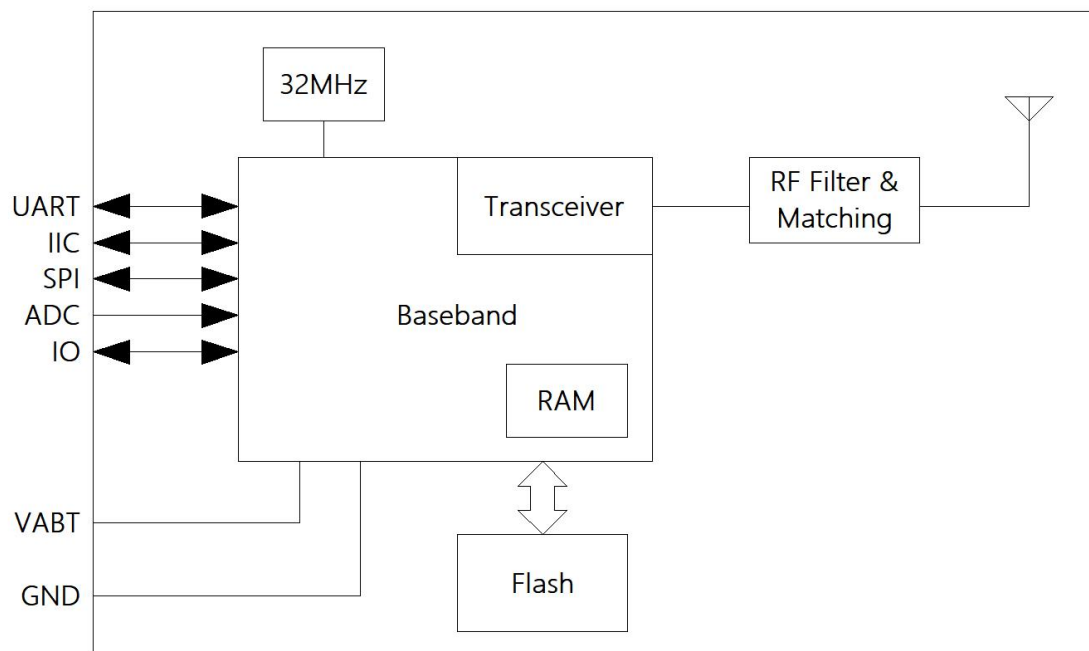 32MHz
UART
IIC
SPI
ADC
IO
Transceiver
RF Filter &
Matching
Baseband
RAM
VABT
GND
Flash